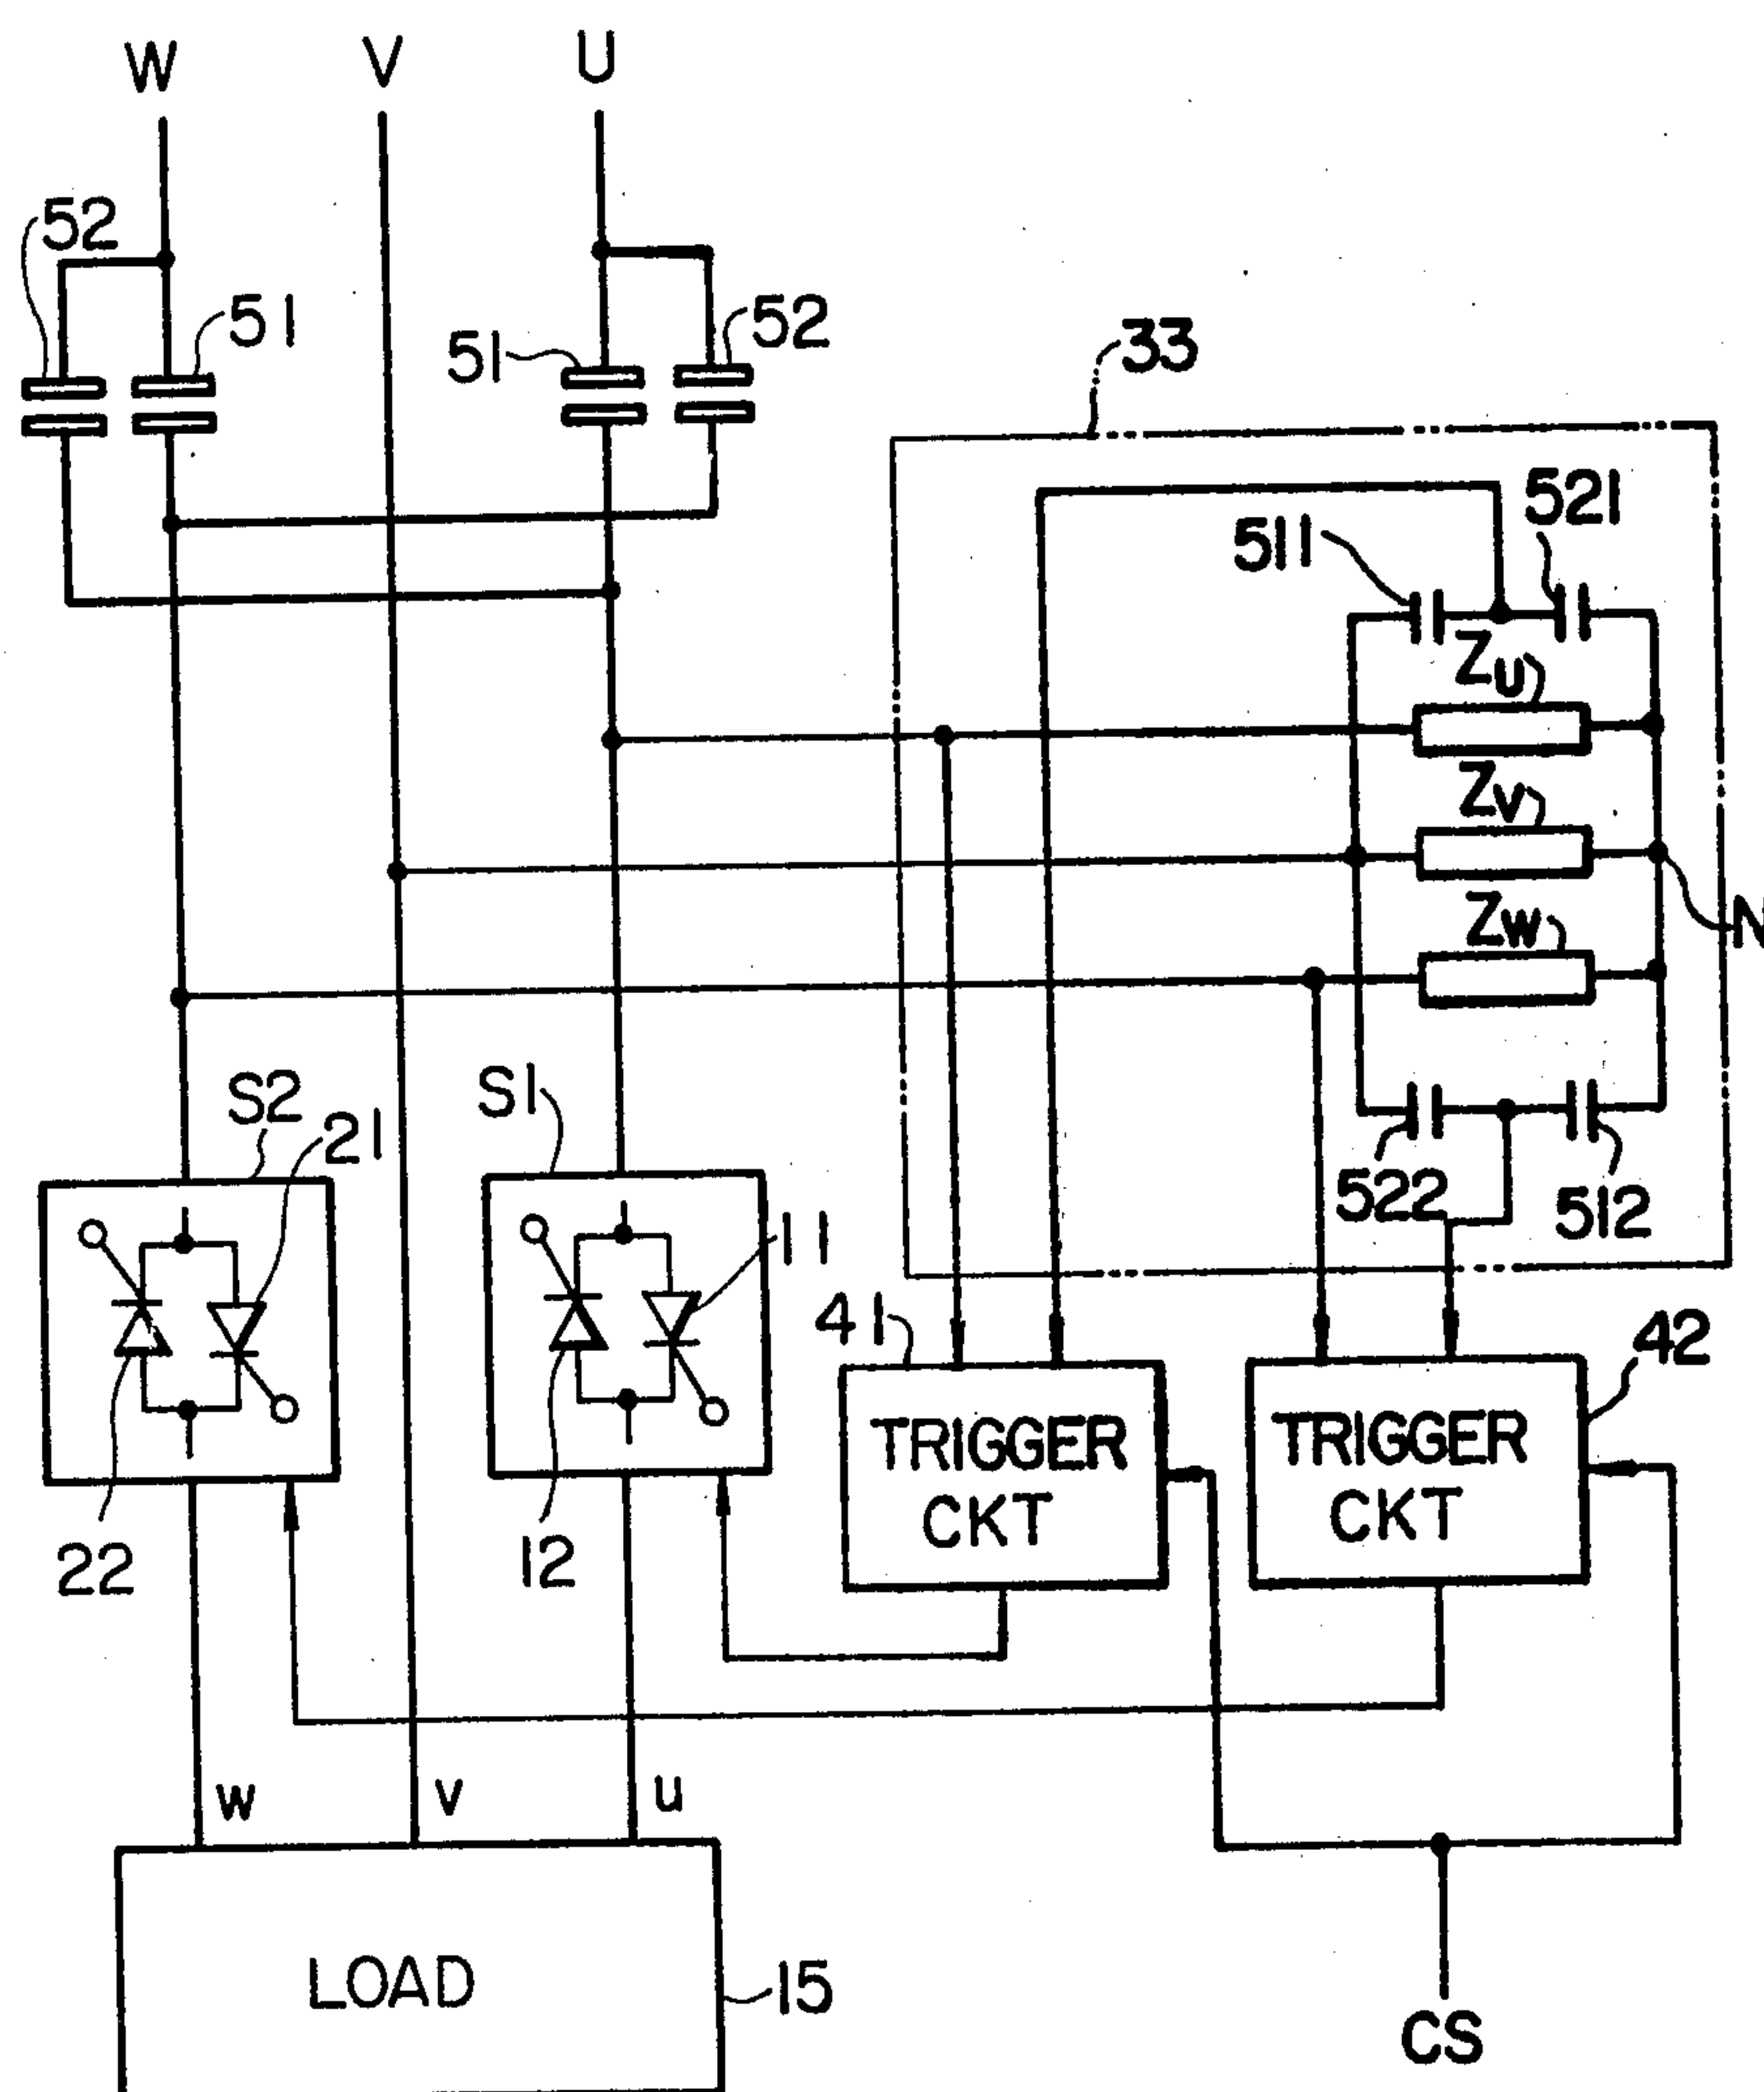 W V U
52
51
51
52
33
511
521
ZU
ZV
ZW
N
S2
21
S1
11
522
512
41
42
TRIGGER
CKT
TRIGGER
CKT
22
12
w v u
LOAD
15
CS